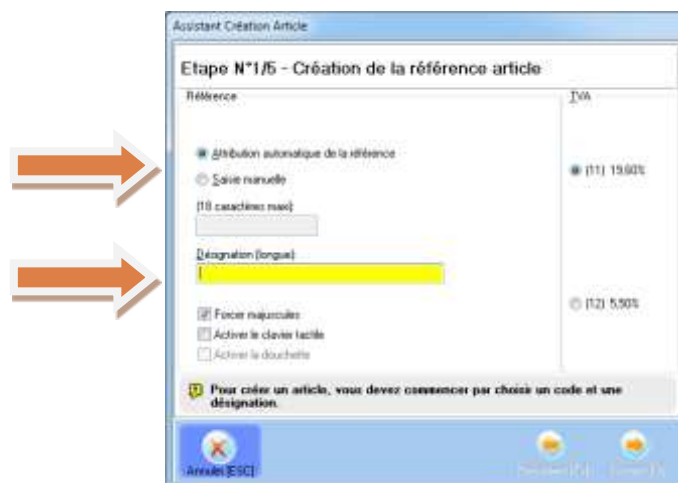 Assistant Création Article
Etape N°1/5 - Création de la référence article
Référence
TVA
Attribution automatique de la référence
Saisie manuelle
(11) 19,60%
(18 caractères maxi)
Désignation (longue)
Forcer majuscules
(12) 5,50%
Activer le clavier tactile
Activer la douchette
Pour créer un article, vous devez commencer par choisir un code et une
désignation.
Annuler [ESC]